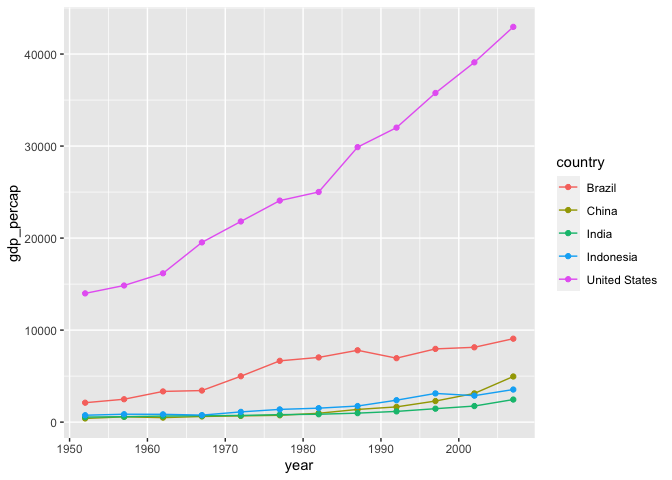 40000
30000
20000
10000
0
gdp_percap
1950 1960 1970 1980 1990 2000
year
country
Brazil
China
India
Indonesia
United States